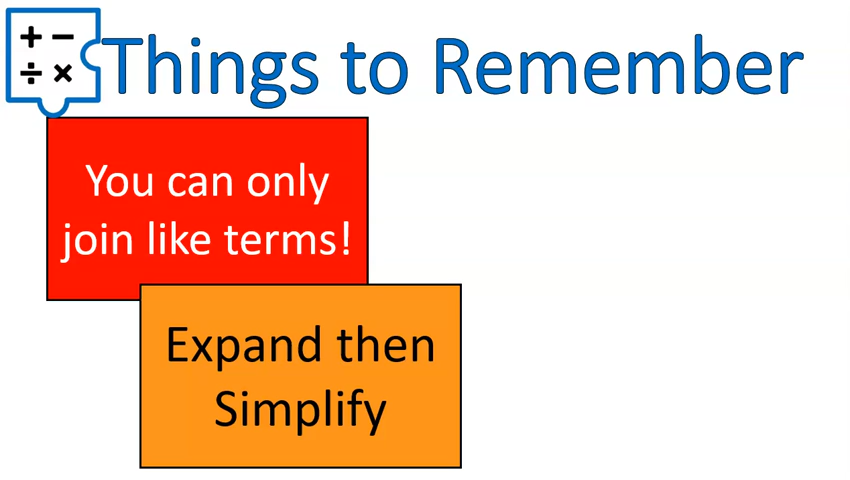 + −
÷ ×
Things to Remember
You can only
join like terms!
Expand then
Simplify